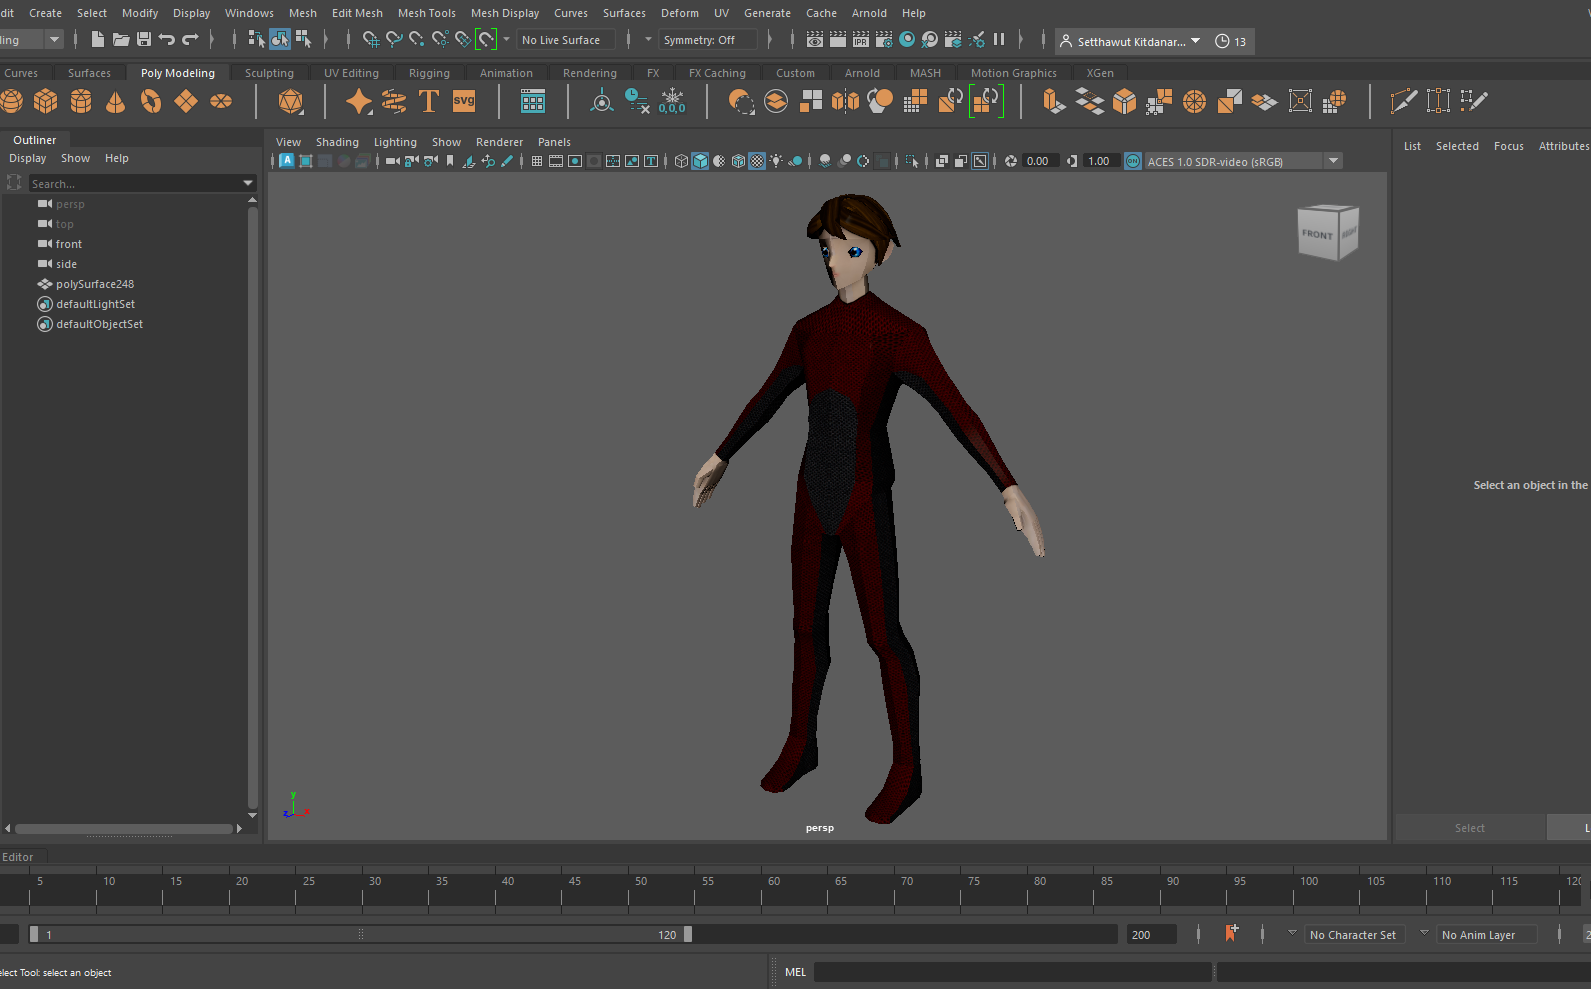 dit Create Select Modify Display Windows Mesh Edit Mesh Mesh Tools Mesh Display Curves Surfaces Deform UV Generate Cache Arnold Help
ling No Live Surface Symmetry: Off IPR Setthawut Kitdanar... 13
Curves Surfaces Poly Modeling Sculpting UV Editing Rigging Animation Rendering FX FX Caching Custom Arnold MASH Motion Graphics XGen
T SVG 0,0,0
Outliner
Display Show Help
Search...
persp
top
front
side
polySurface248
defaultLightSet
defaultObjectSet
View Shading Lighting Show Renderer Panels
A T 0.00 1.00 ON ACES 1.0 SDR-video (sRGB)
FRONT RIGHT
y
z x
persp
List Selected Focus Attributes
Select an object in the
Select L
Editor
5 10 15 20 25 30 35 40 45 50 55 60 65 70 75 80 85 90 95 100 105 110 115 120
1 120 200 No Character Set No Anim Layer 2
elect Tool: select an object MEL